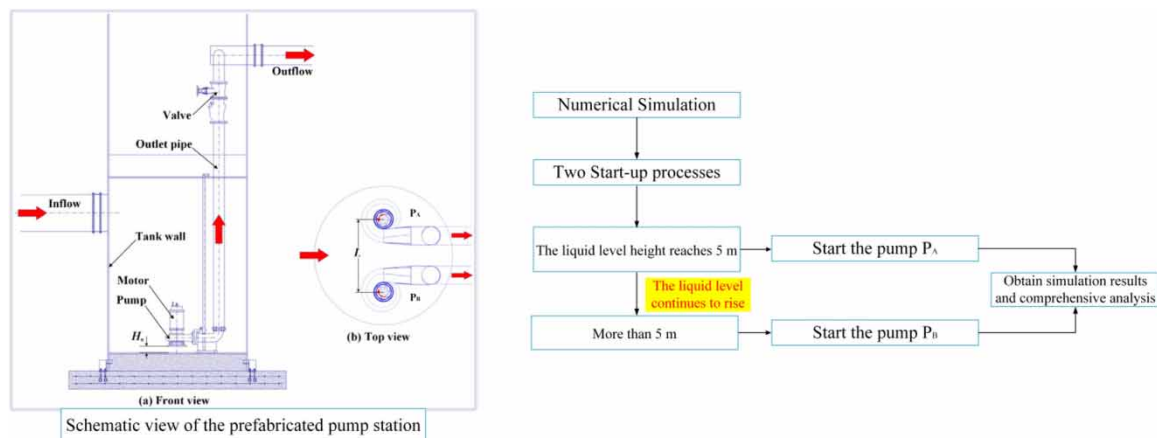 Outflow
Valve
Outlet pipe
Inflow
Tank wall
Motor
Pump
Hw
(a) Front view
PA
L
PB
(b) Top view
Schematic view of the prefabricated pump station
Numerical Simulation
Two Start-up processes
The liquid level height reaches 5 m
Start the pump PA
The liquid level
continues to rise
More than 5 m
Start the pump PB
Obtain simulation results
and comprehensive analysis